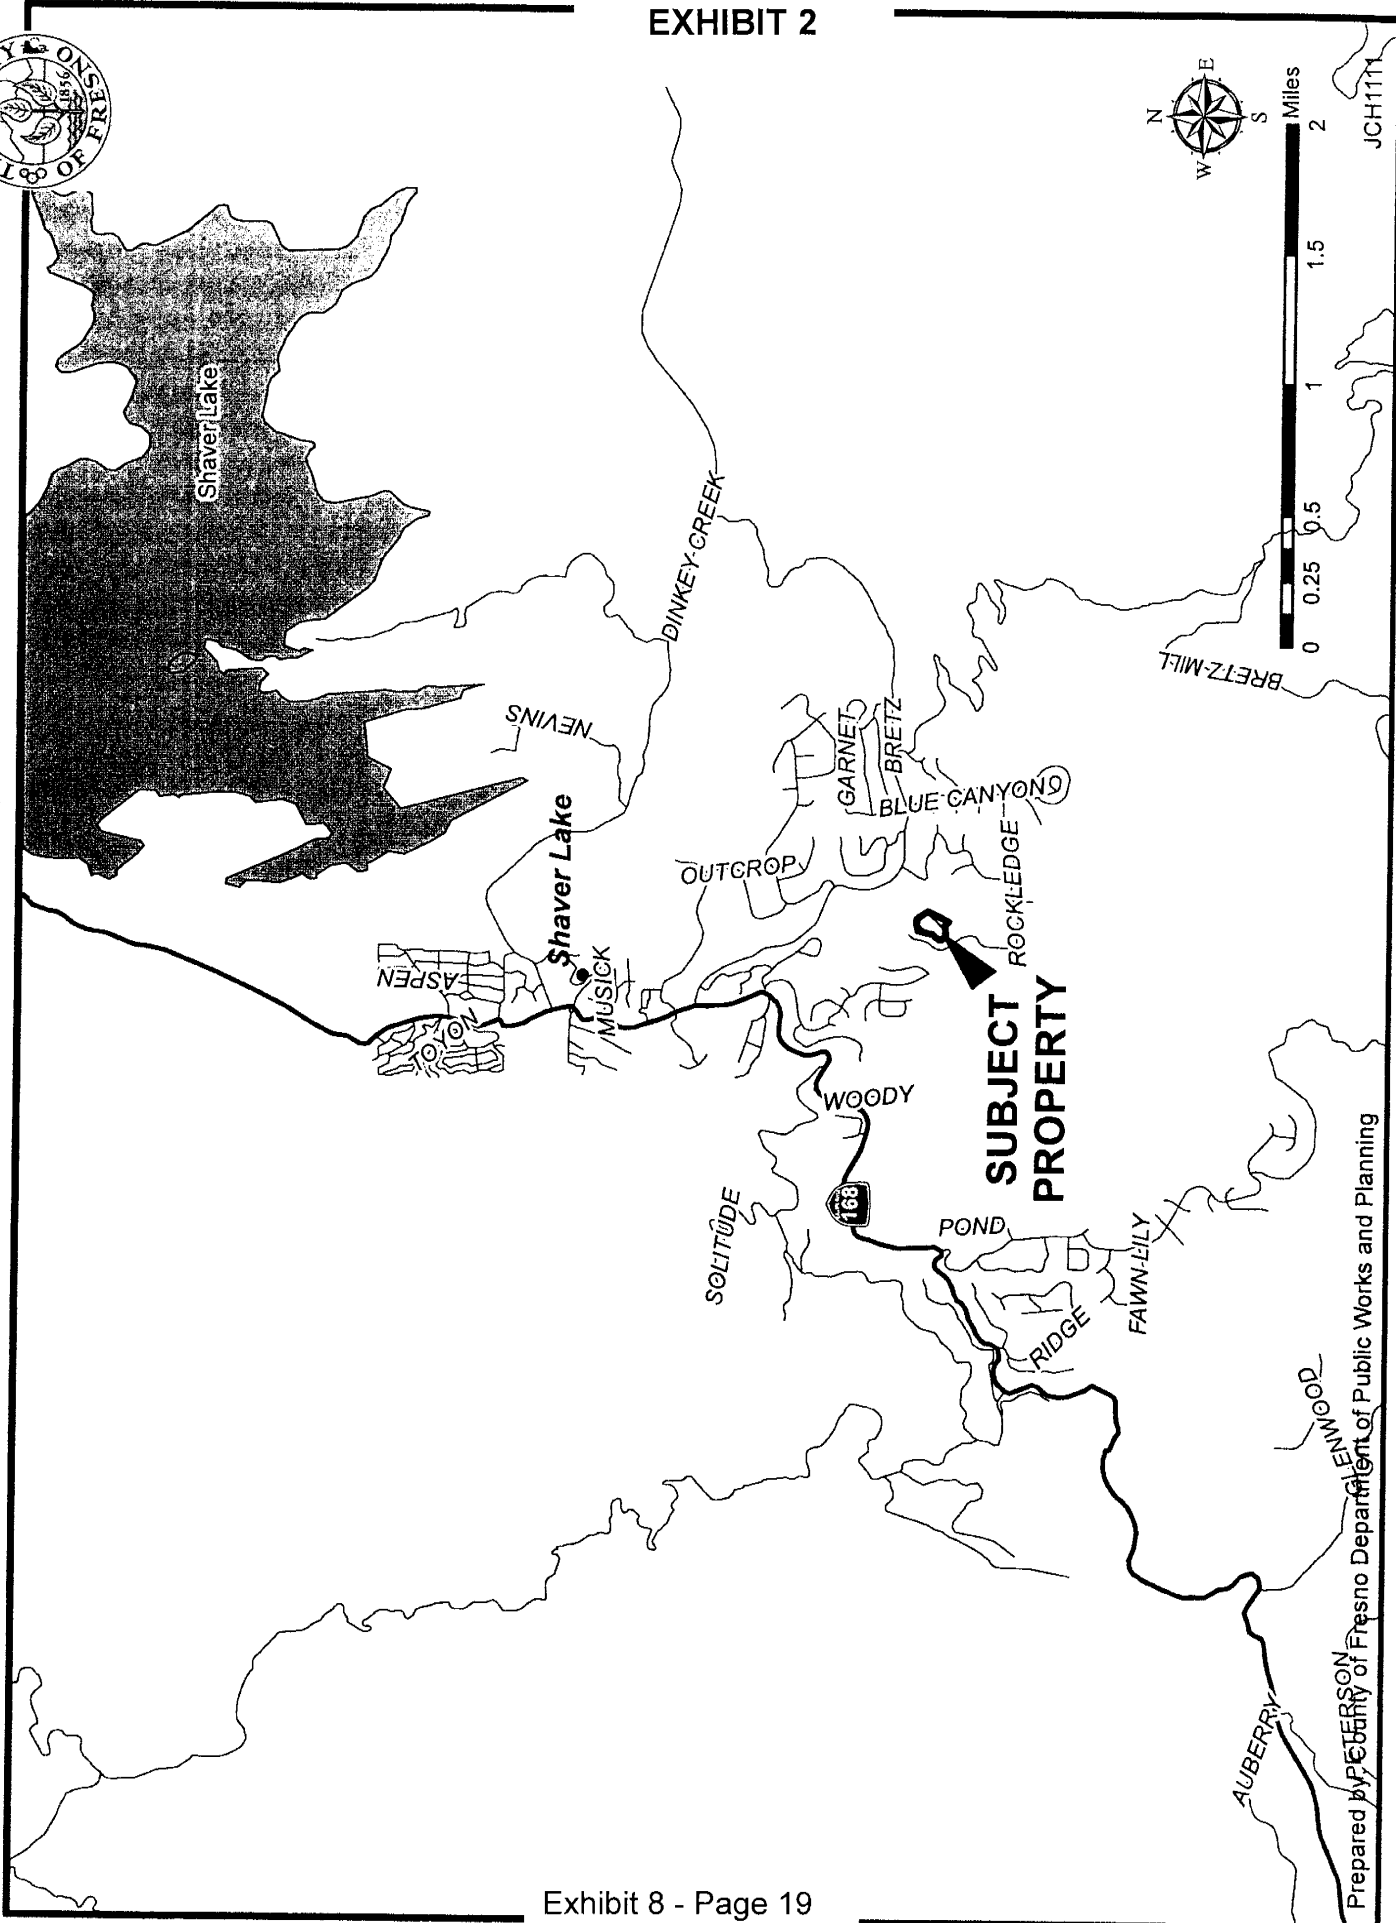 EXHIBIT 2
OF FRESNO
1856
Shaver Lake
N
E
S
W
Miles
0 0.25 0.5 1 1.5 2
JCH1111
DINKEY-CREEK
NEVINS
Shaver Lake
ASPEN
MUSICK
OUTCROP
GARNET
BRETZ
BLUE CANYON
ROCKLEDGE
BRETZ-MILL
SUBJECT
PROPERTY
WOODY
168
SOLITUDE
POND
FAWN-LILY
RIDGE
GLENWOOD
PETERSON
AUBERRY
Prepared by: County of Fresno Department of Public Works and Planning
Exhibit 8 - Page 19